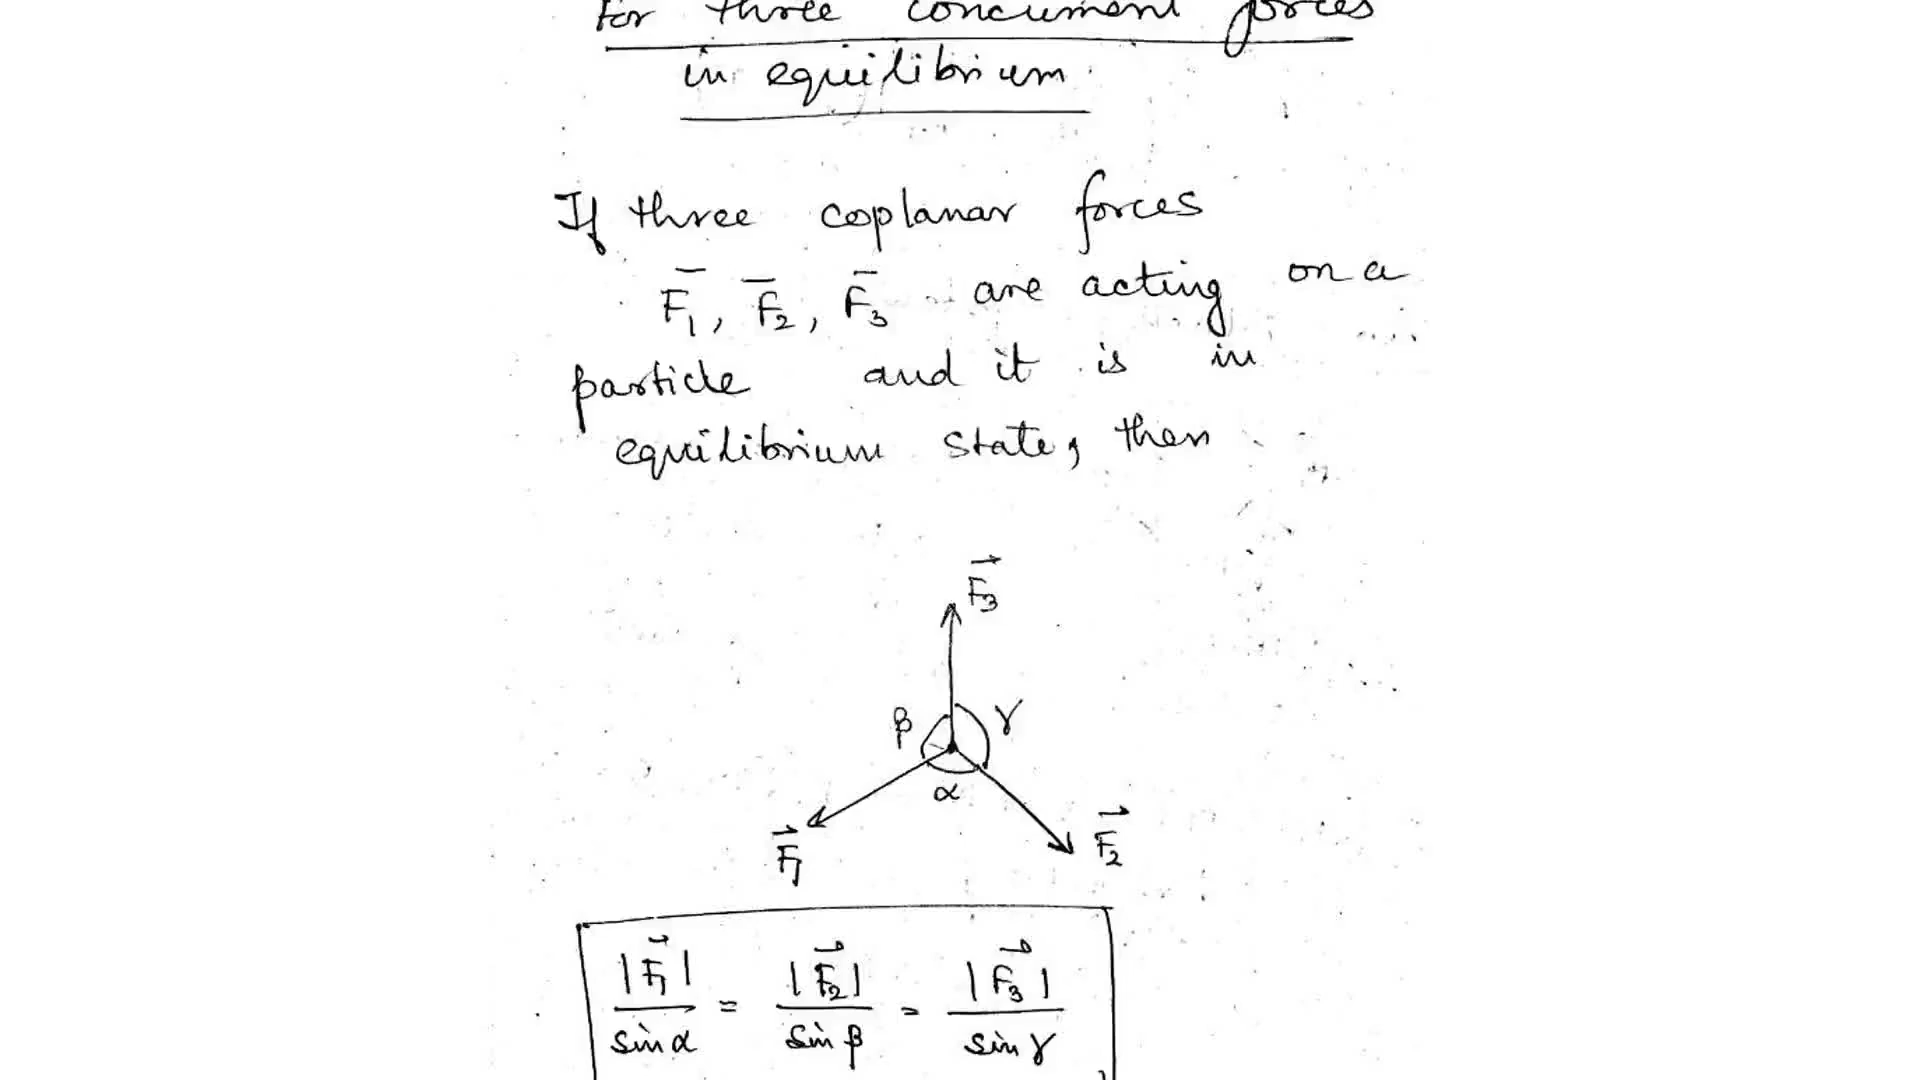 For three concurrent forces
in equilibrium
If three coplanar forces
F̅₁, F̅₂, F̅₃ are acting on a
particle and it is in
equilibrium state, then
F⃗₃
β γ
α
F⃗₁ F⃗₂
|F⃗₁| / sin α = |F⃗₂| / sin β = |F⃗₃| / sin γ